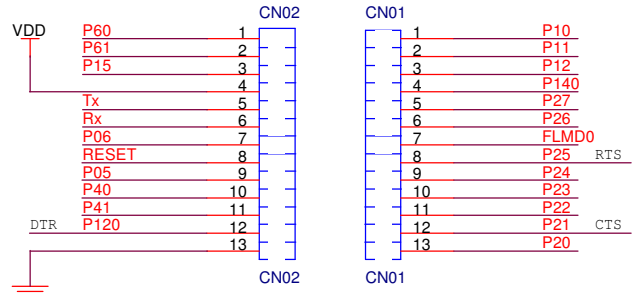 CN02 CN01
VDD P60 1 1 P10
P61 2 2 P11
P15 3 3 P12
4 4 P140
Tx 5 5 P27
Rx 6 6 P26
P06 7 7 FLMD0
RESET 8 8 P25 RTS
P05 9 9 P24
P40 10 10 P23
P41 11 11 P22
DTR P120 12 12 P21 CTS
13 13 P20
CN02 CN01